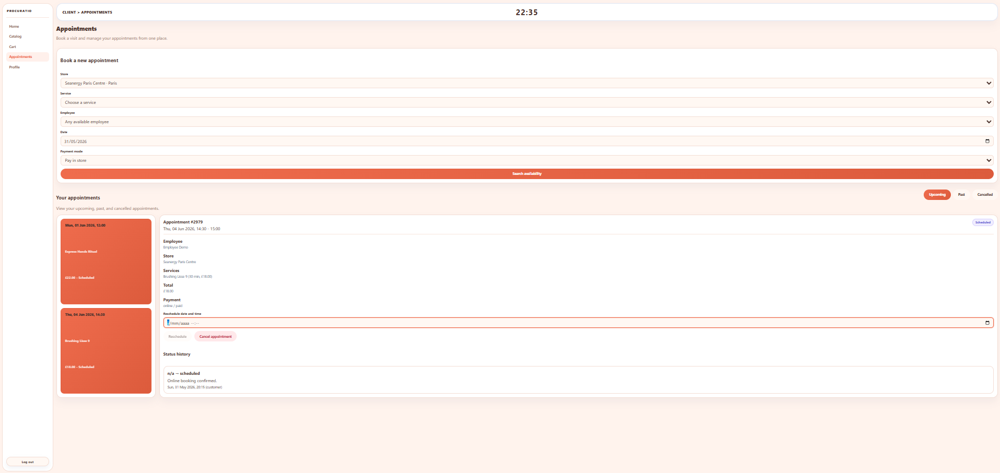 PROCURATIO
Home
Catalog
Cart
Appointments
Profile
Log out
CLIENT > APPOINTMENTS
22:35
Appointments
Book a visit and manage your appointments from one place.
Book a new appointment
Store
Seanergy Paris Centre · Paris
Service
Choose a service
Employee
Any available employee
Date
31/05/2026
Payment mode
Pay in store
Search availability
Your appointments
View your upcoming, past, and cancelled appointments.
Upcoming
Past
Cancelled
Mon, 01 Jun 2026, 12:00
Express Hands Ritual
£22.00 - Scheduled
Thu, 04 Jun 2026, 14:30
Brushing Lisse 9
£18.00 - Scheduled
Appointment #2979
Thu, 04 Jun 2026, 14:30 - 15:00
Scheduled
Employee
Employee Demo
Store
Seanergy Paris Centre
Services
Brushing Lisse 9 (30 min, £18.00)
Total
£18.00
Payment
online / paid
Reschedule date and time
/mm/aaaa --:--
Reschedule
Cancel appointment
Status history
n/a → scheduled
Online booking confirmed.
Sun, 31 May 2026, 20:15 (customer)